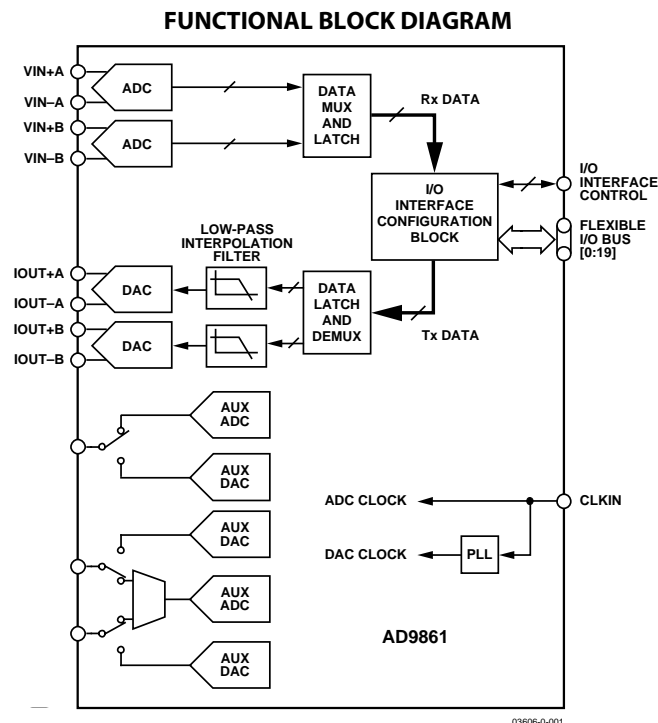 FUNCTIONAL BLOCK DIAGRAM
VIN+A
VIN–A
VIN+B
VIN–B
ADC
ADC
DATA
MUX
AND
LATCH
Rx DATA
I/O
INTERFACE
CONFIGURATION
BLOCK
I/O
INTERFACE
CONTROL
FLEXIBLE
I/O BUS
[0:19]
LOW-PASS
INTERPOLATION
FILTER
IOUT+A
IOUT–A
IOUT+B
IOUT–B
DAC
DAC
DATA
LATCH
AND
DEMUX
Tx DATA
AUX
ADC
AUX
DAC
AUX
DAC
AUX
ADC
AUX
DAC
ADC CLOCK
CLKIN
DAC CLOCK
PLL
AD9861
03606-0-001